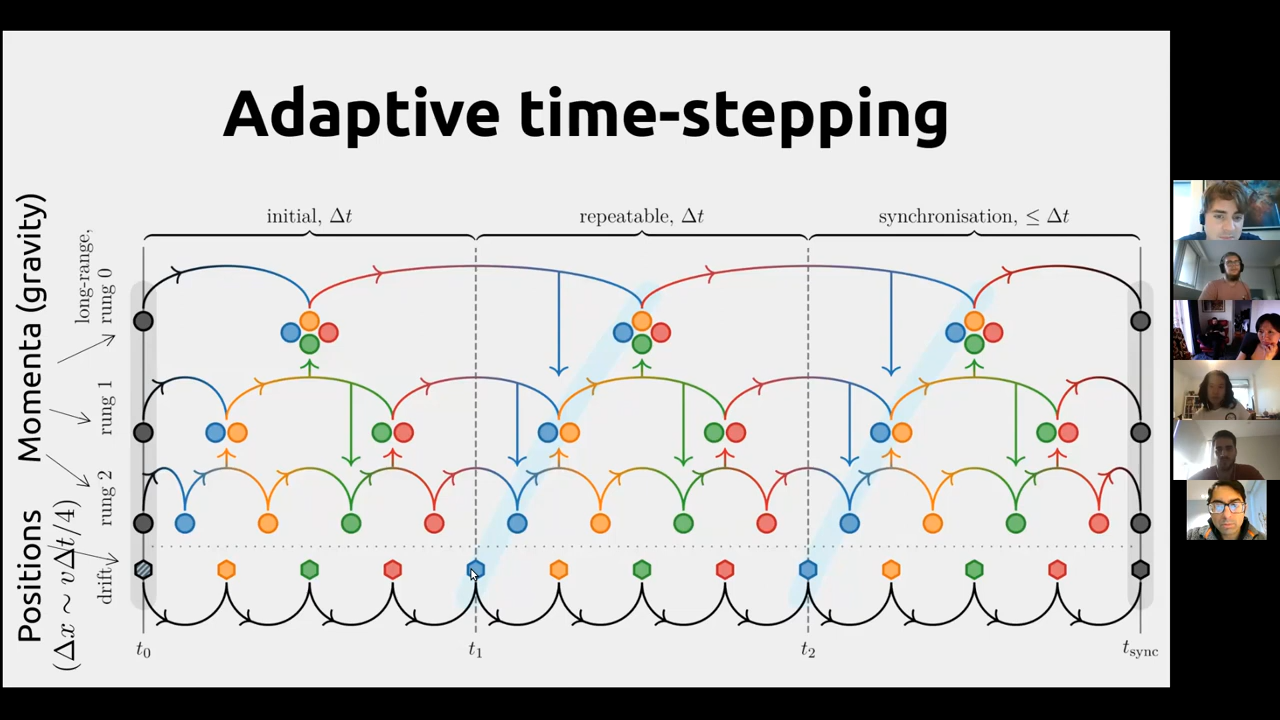 Adaptive time-stepping
initial, Δt
repeatable, Δt
synchronisation, ≤ Δt
Momenta (gravity)
long-range,
rung 0
rung 1
rung 2
Positions
(Δx ∼ vΔt/4)
drift
t₀
t₁
t₂
t_sync